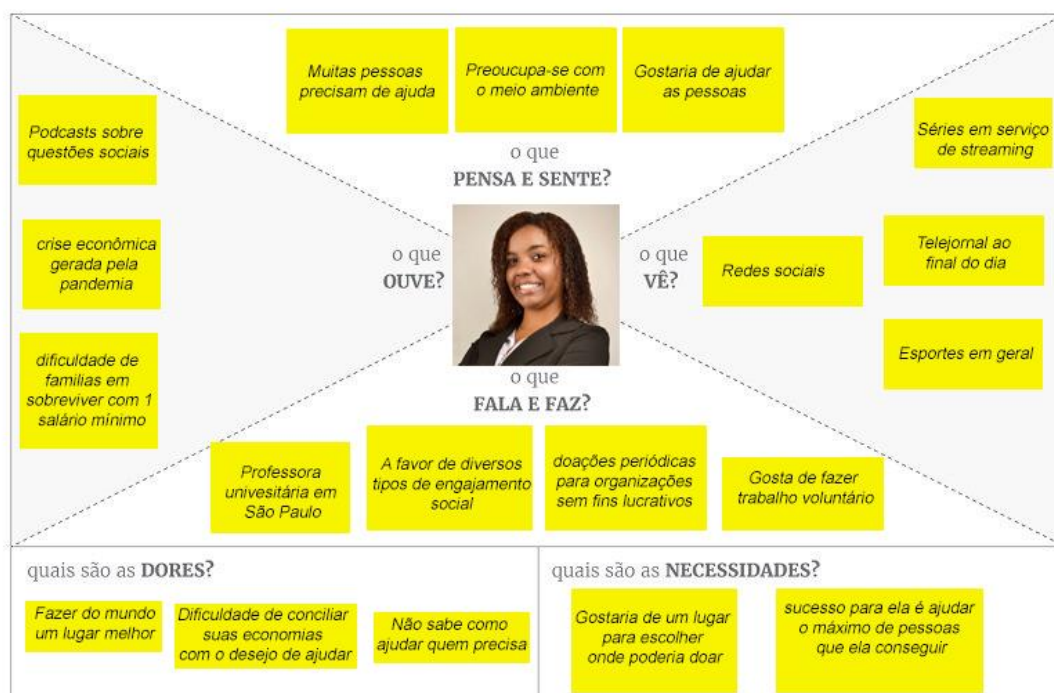 Muitas pessoas
precisam de ajuda
Preoucupa-se com
o meio ambiente
Gostaria de ajudar
as pessoas
o que
PENSA E SENTE?
Podcasts sobre
questões sociais
crise econômica
gerada pela
pandemia
dificuldade de
familias em
sobreviver com 1
salário mínimo
o que
OUVE?
o que
VÊ?
Redes sociais
Séries em serviço
de streaming
Telejornal ao
final do dia
Esportes em geral
o que
FALA E FAZ?
Professora
univesitária em
São Paulo
A favor de diversos
tipos de engajamento
social
doações periódicas
para organizações
sem fins lucrativos
Gosta de fazer
trabalho voluntário
quais são as DORES?
Fazer do mundo
um lugar melhor
Dificuldade de conciliar
suas economias
com o desejo de ajudar
Não sabe como
ajudar quem precisa
quais são as NECESSIDADES?
Gostaria de um lugar
para escolher
onde poderia doar
sucesso para ela é ajudar
o máximo de pessoas
que ela conseguir